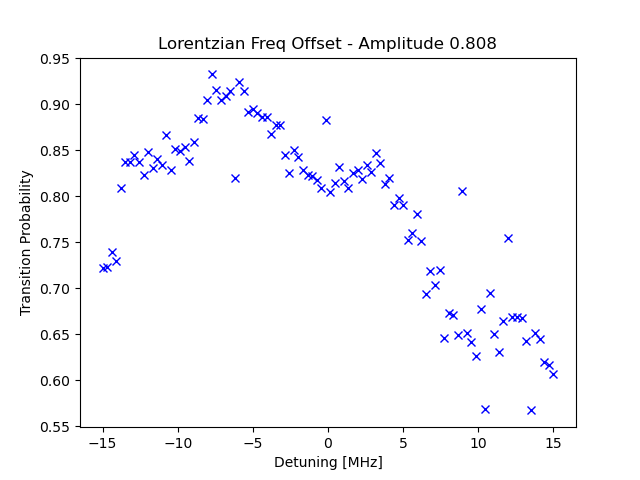 Lorentzian Freq Offset - Amplitude 0.808
0.95
0.90
0.85
0.80
0.75
0.70
0.65
0.60
0.55
Transition Probability
−15 −10 −5 0 5 10 15
Detuning [MHz]